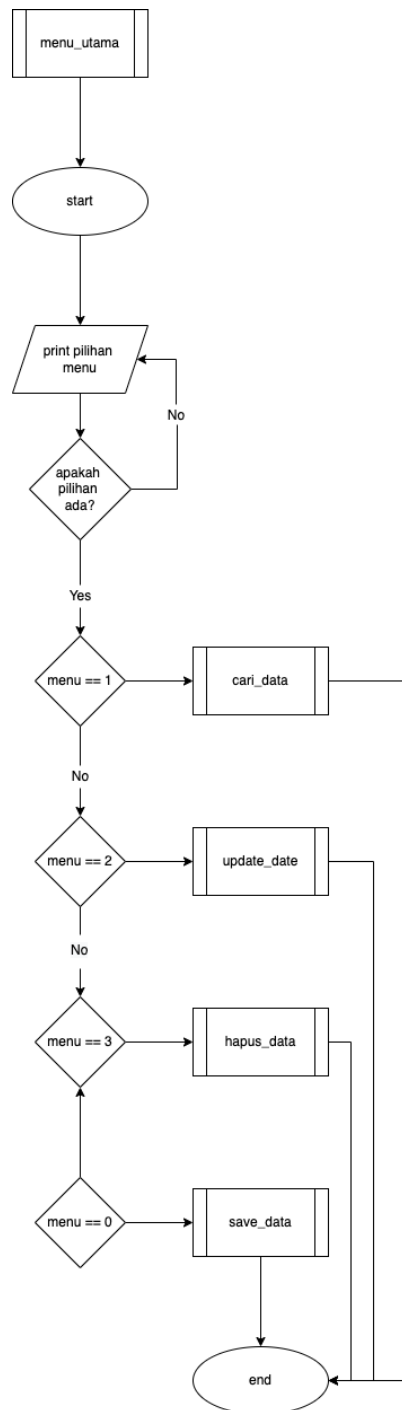 menu_utama
start
print pilihan
menu
No
apakah
pilihan
ada?
Yes
menu == 1
cari_data
No
menu == 2
update_date
No
menu == 3
hapus_data
menu == 0
save_data
end